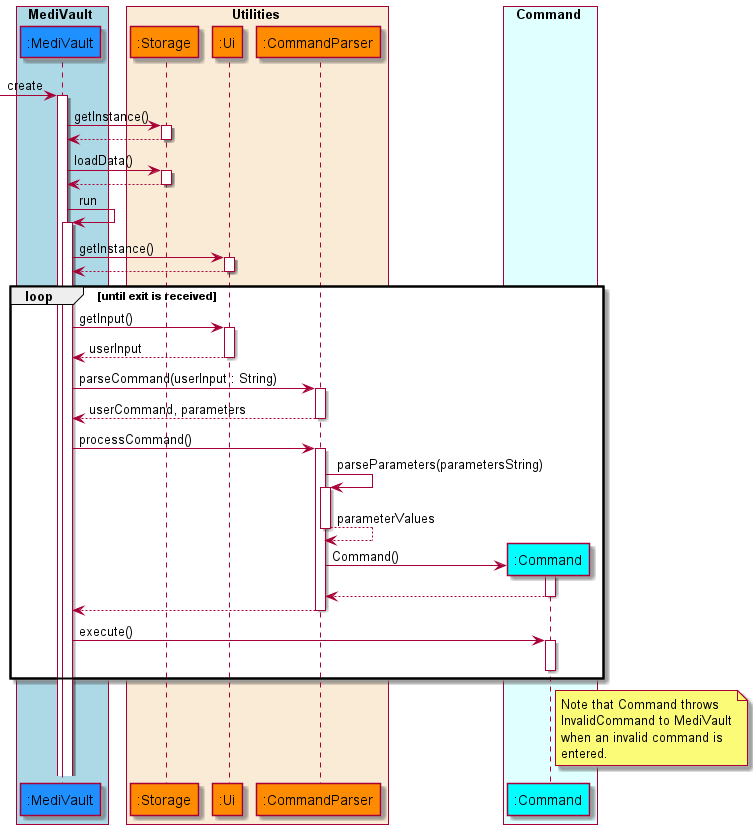 MediVault
Utilities
Command
:MediVault
:Storage
:Ui
:CommandParser
create
getInstance()
loadData()
run
getInstance()
loop
[until exit is received]
getInput()
userInput
parseCommand(userInput : String)
userCommand, parameters
processCommand()
parseParameters(parametersString)
parameterValues
Command()
:Command
execute()
Note that Command throws
InvalidCommand to MediVault
when an invalid command is
entered.
:MediVault
:Storage
:Ui
:CommandParser
:Command